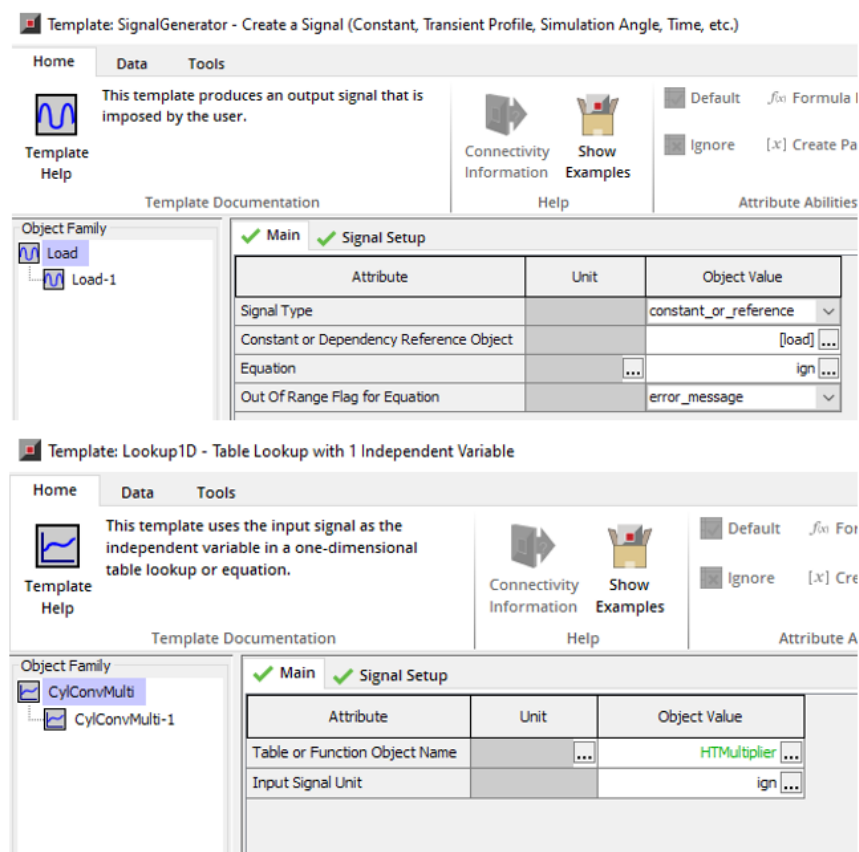 Template: SignalGenerator - Create a Signal (Constant, Transient Profile, Simulation Angle, Time, etc.)
Home Data Tools
This template produces an output signal that is
imposed by the user.
Template
Help
Connectivity
Information
Show
Examples
Default
Formula
Ignore
[x] Create Pa
Template Documentation
Help
Attribute Abilities
Object Family
Load
Load-1
Main Signal Setup
Attribute Unit Object Value
Signal Type constant_or_reference
Constant or Dependency Reference Object [load] ...
Equation ... ign ...
Out Of Range Flag for Equation error_message
Template: Lookup1D - Table Lookup with 1 Independent Variable
Home Data Tools
This template uses the input signal as the
independent variable in a one-dimensional
table lookup or equation.
Template
Help
Connectivity
Information
Show
Examples
Default
For
Ignore
[x] Cre
Template Documentation
Help
Attribute A
Object Family
CylConvMulti
CylConvMulti-1
Main Signal Setup
Attribute Unit Object Value
Table or Function Object Name ... HTMultiplier ...
Input Signal Unit ign ...